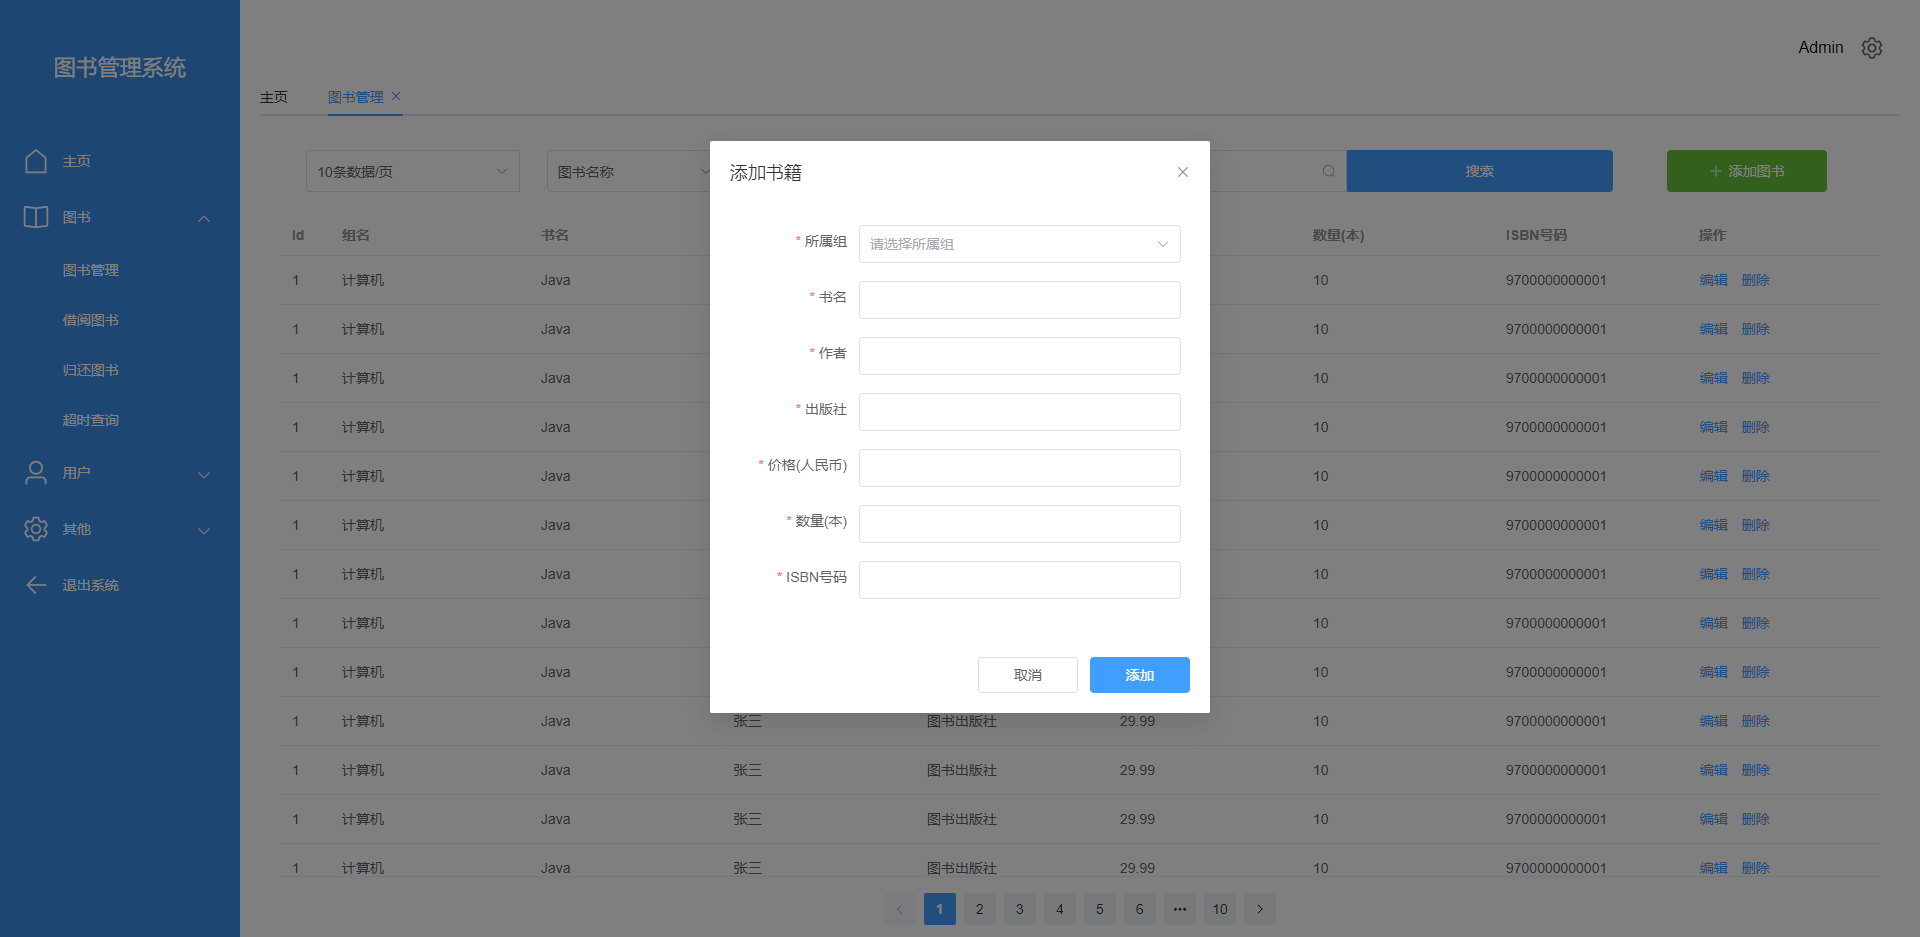 图书管理系统
主页
图书
图书管理
借阅图书
归还图书
超时查询
用户
其他
退出系统
Admin
主页 图书管理
10条数据/页 图书名称 搜索 添加图书
Id 组名 书名 数量(本) ISBN号码 操作
1 计算机 Java 10 9700000000001 编辑 删除
1 计算机 Java 10 9700000000001 编辑 删除
1 计算机 Java 10 9700000000001 编辑 删除
1 计算机 Java 10 9700000000001 编辑 删除
1 计算机 Java 10 9700000000001 编辑 删除
1 计算机 Java 10 9700000000001 编辑 删除
1 计算机 Java 10 9700000000001 编辑 删除
1 计算机 Java 10 9700000000001 编辑 删除
1 计算机 Java 10 9700000000001 编辑 删除
1 计算机 Java 张三 图书出版社 29.99 10 9700000000001 编辑 删除
1 计算机 Java 张三 图书出版社 29.99 10 9700000000001 编辑 删除
1 计算机 Java 张三 图书出版社 29.99 10 9700000000001 编辑 删除
1 计算机 Java 张三 图书出版社 29.99 10 9700000000001 编辑 删除
1 2 3 4 5 6 ••• 10
添加书籍
* 所属组 请选择所属组
* 书名
* 作者
* 出版社
* 价格(人民币)
* 数量(本)
* ISBN号码
取消 添加